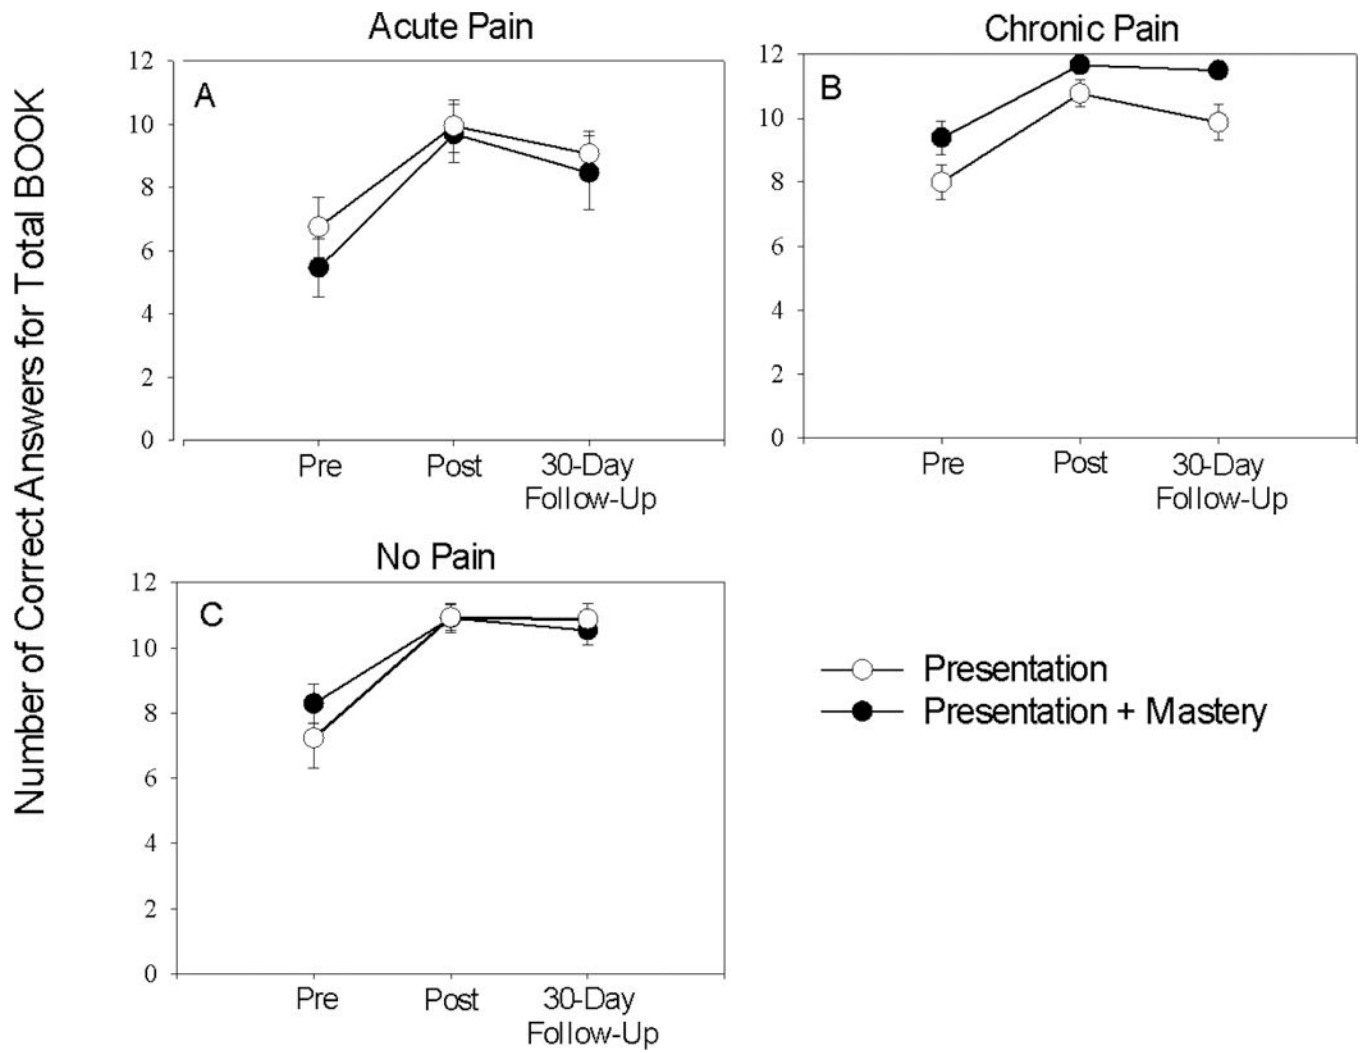 Number of Correct Answers for Total BOOK
Acute Pain
A
12
10
8
6
4
2
0
Pre
Post
30-Day
Follow-Up
Chronic Pain
B
12
10
8
6
4
2
0
Pre
Post
30-Day
Follow-Up
No Pain
C
12
10
8
6
4
2
0
Pre
Post
30-Day
Follow-Up
Presentation
Presentation + Mastery